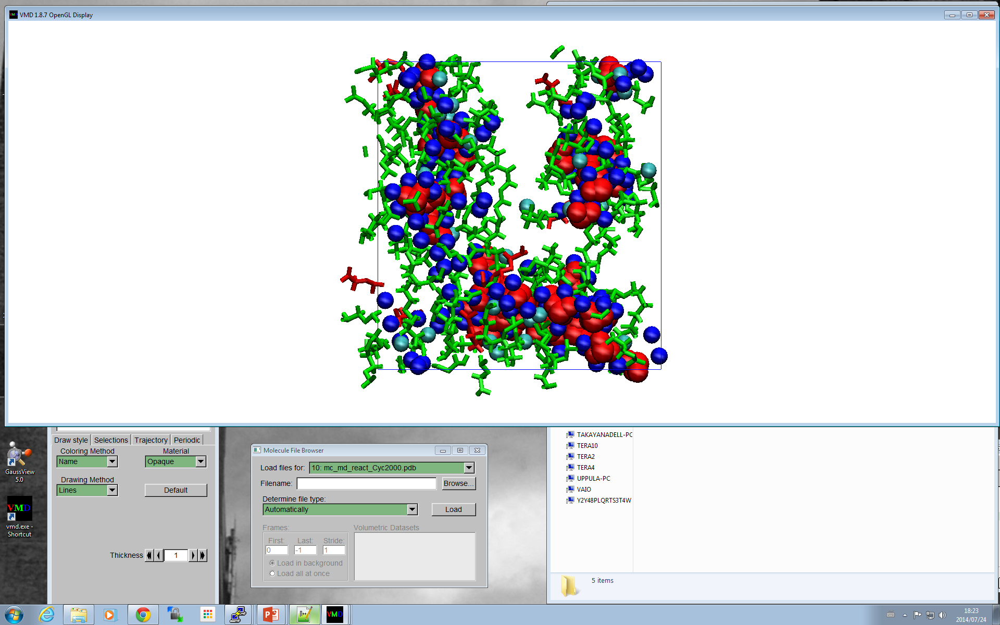 VMD 1.8.7 OpenGL Display
Draw style
Selections
Trajectory
Periodic
Coloring Method
Material
Name
Opaque
Drawing Method
Lines
Default
Thickness
1
Molecule File Browser
Load files for:
10: mc_md_react_Cyc2000.pdb
Filename:
Browse...
Determine file type:
Automatically
Load
Frames:
Volumetric Datasets
First:
Last:
Stride:
0
-1
1
Load in background
Load all at once
TAKAYANADELL-PC
TERA10
TERA2
TERA4
UPPULA-PC
VAIO
Y2Y48PLQRTS3T4W
5 items
GaussView
5.0
VMD
vmd.exe -
Shortcut
VMD
18:23
2014/07/24